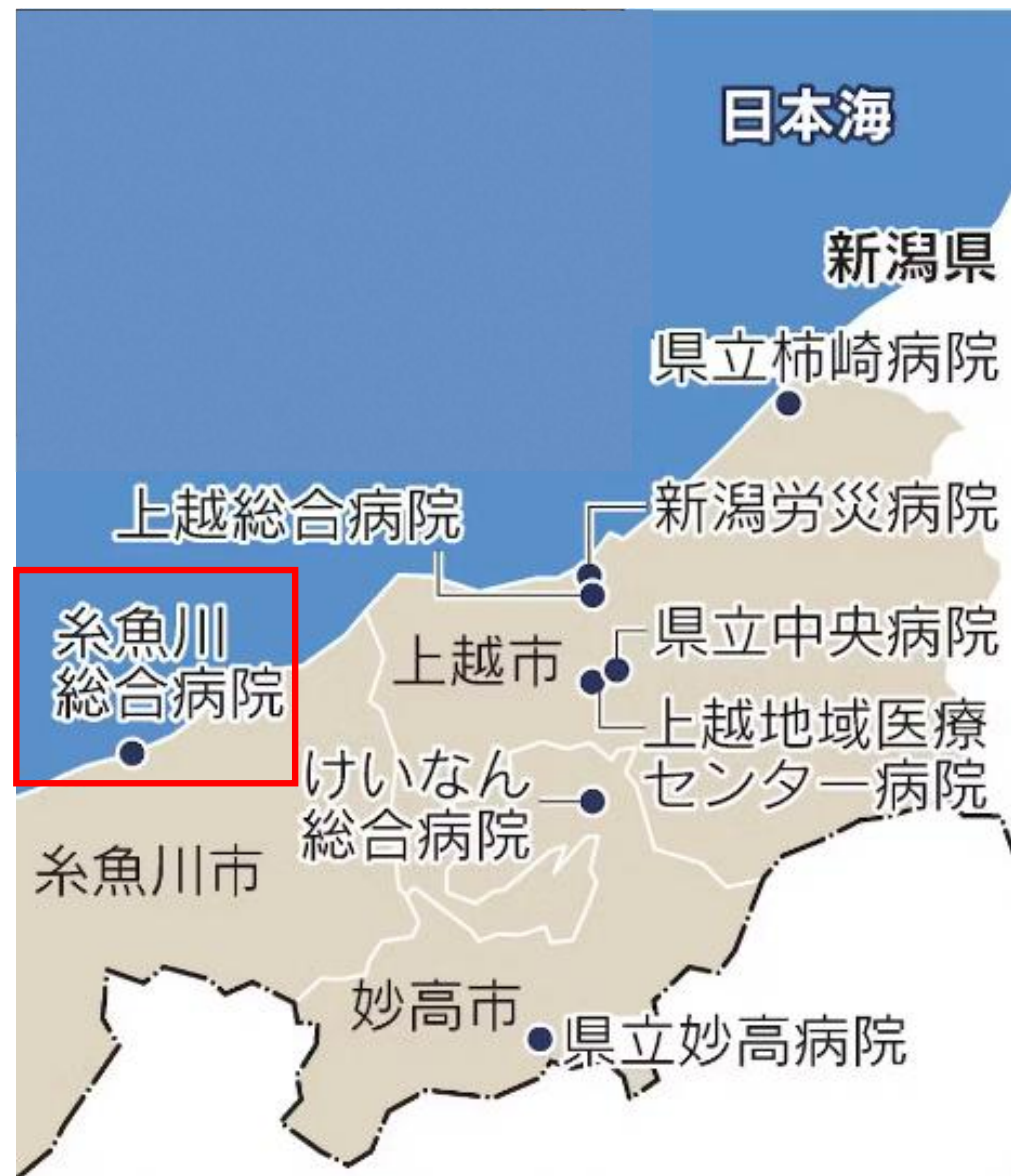 日本海
新潟県
県立柿崎病院
上越総合病院
新潟労災病院
糸魚川
総合病院
上越市
県立中央病院
上越地域医療
センター病院
けいなん
総合病院
糸魚川市
妙高市
県立妙高病院